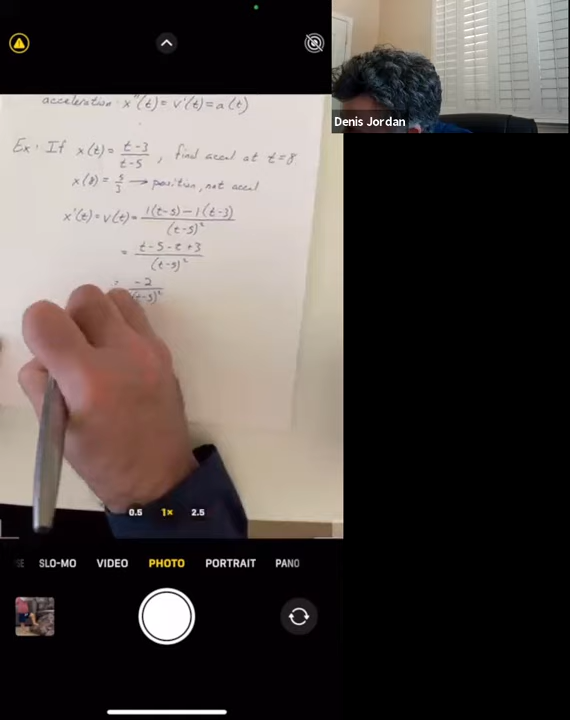 Denis Jordan
acceleration: x''(t) = v'(t) = a(t)
Ex: If x(t) = (t-3)/(t-5), find accel at t=8
x(8) = 5/3 → position, not accel
x'(t) = v(t) = (1(t-5) - 1(t-3))/(t-5)²
= (t-5-t+3)/(t-5)²
= -2/(t-5)²
0.5 1× 2.5
SLO-MO VIDEO PHOTO PORTRAIT PANO